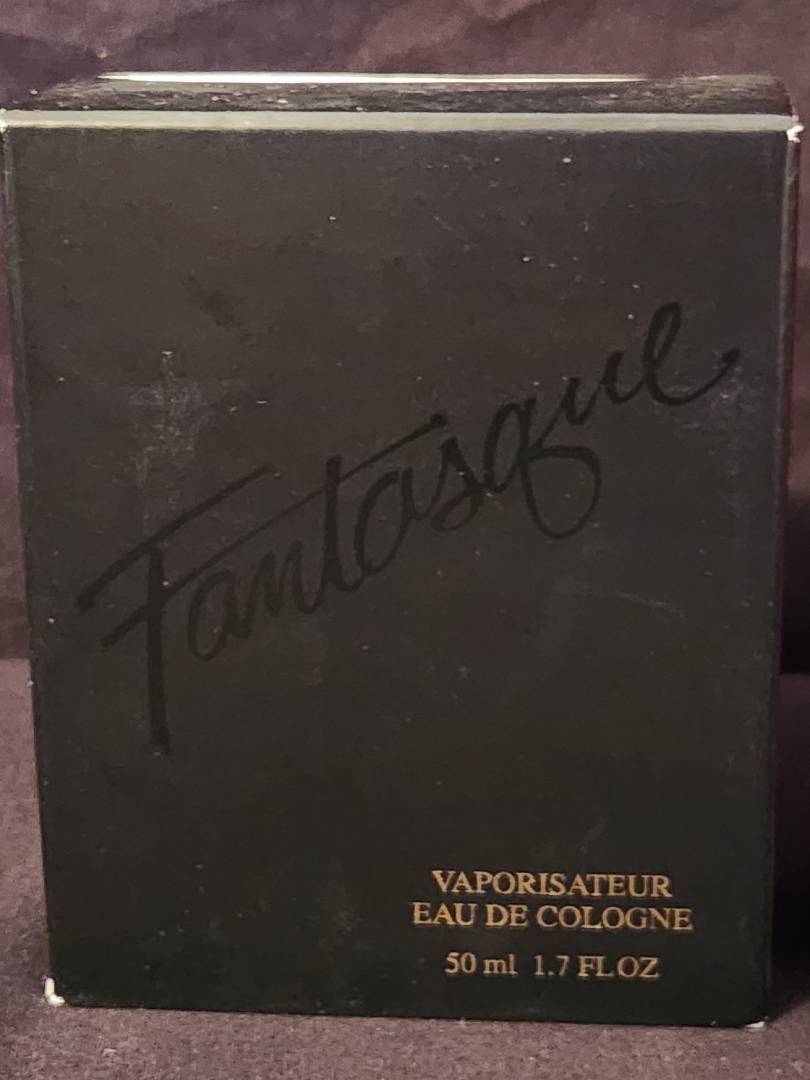 Fantasque
VAPORISATEUR
EAU DE COLOGNE
50 ml 1.7 FL OZ